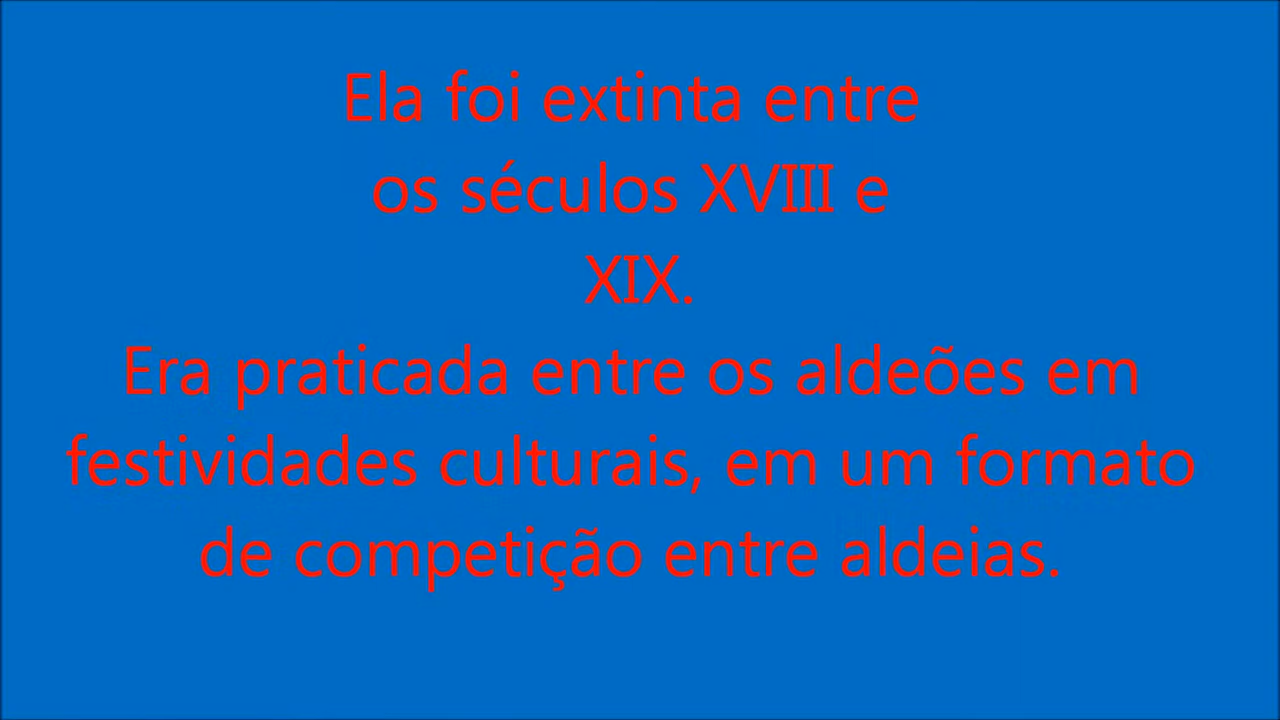 Ela foi extinta entre
os séculos XVIII e
XIX.
Era praticada entre os aldeões em
festividades culturais, em um formato
de competição entre aldeias.